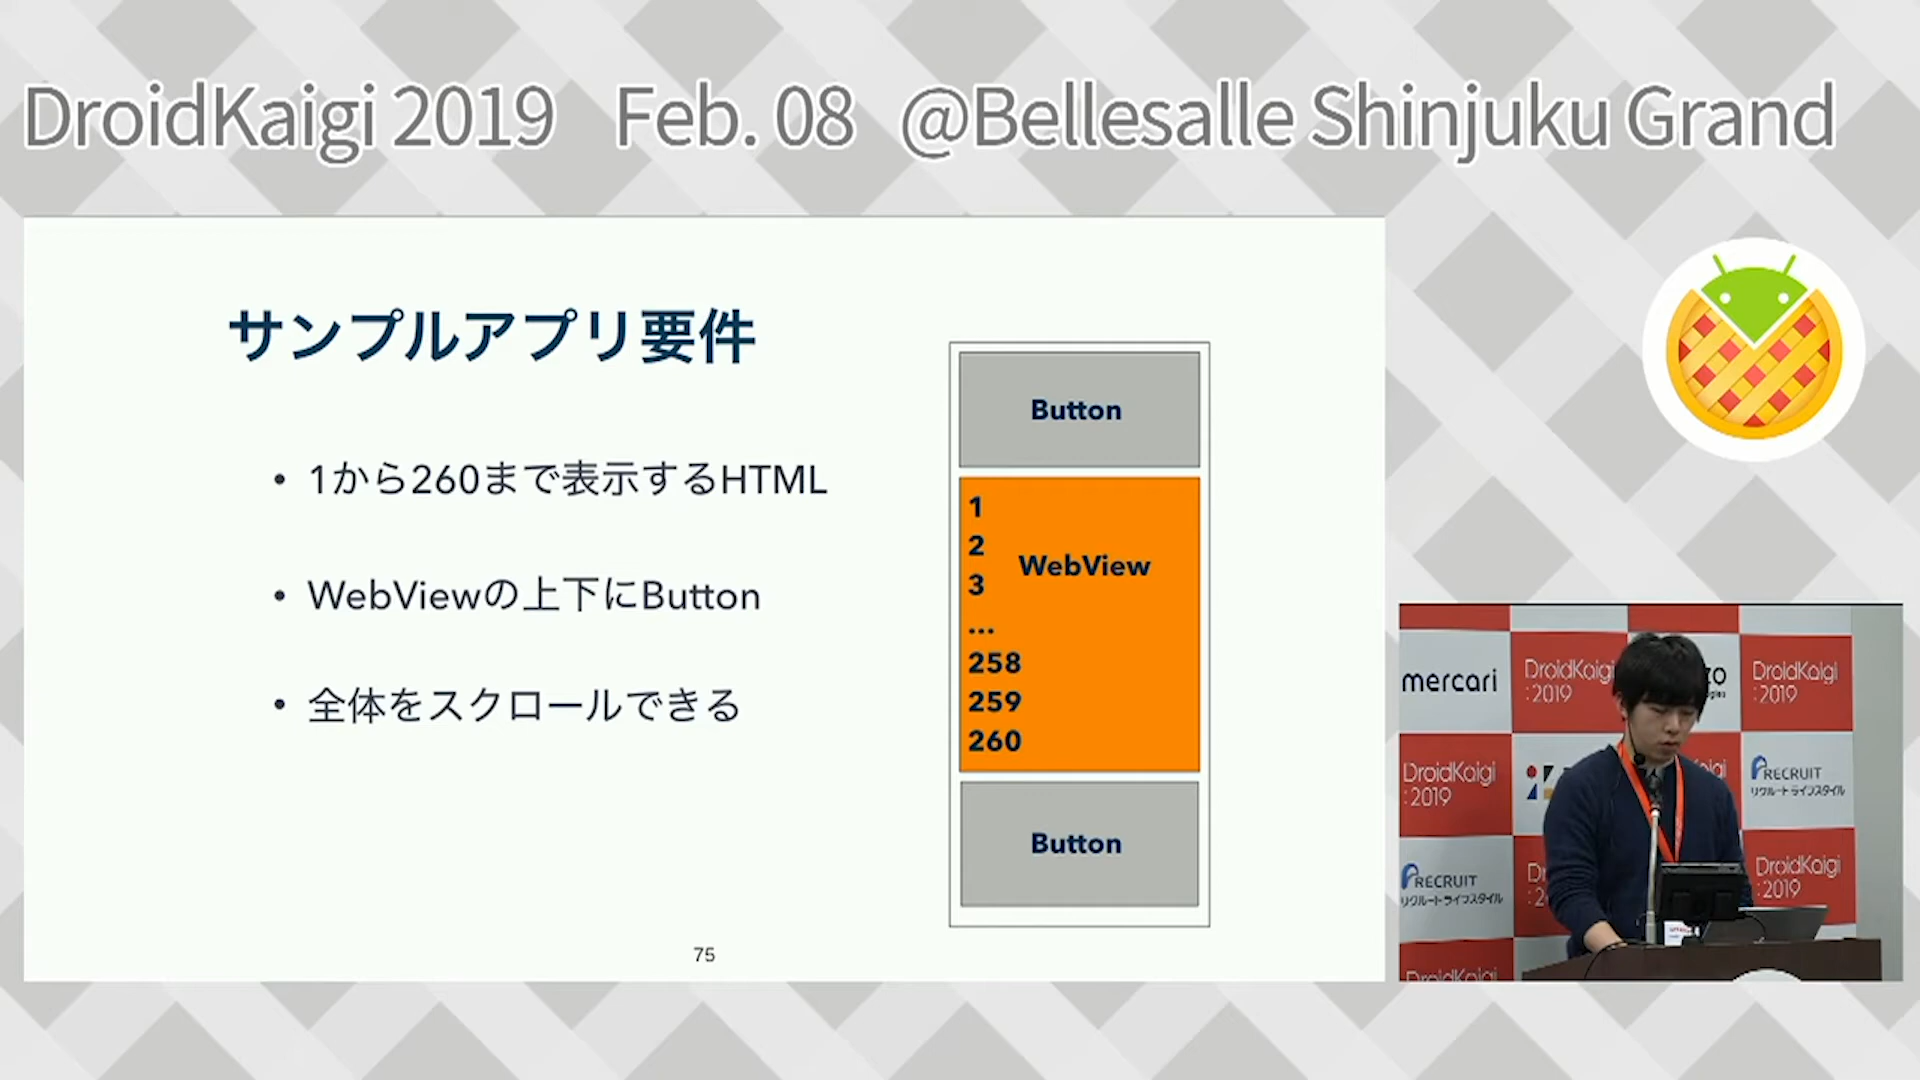 DroidKaigi 2019 Feb. 08 @Bellesalle Shinjuku Grand
サンプルアプリ要件
• 1から260まで表示するHTML
• WebViewの上下にButton
• 全体をスクロールできる
Button
1
2
WebView
3
...
258
259
260
Button
75
mercari
DroidKaigi
:2019
DroidKaigi
:2019
DroidKaigi
:2019
RECRUIT
リクルートライフスタイル
RECRUIT
リクルートライフスタイル
DroidKaigi
:2019
DroidKaigi